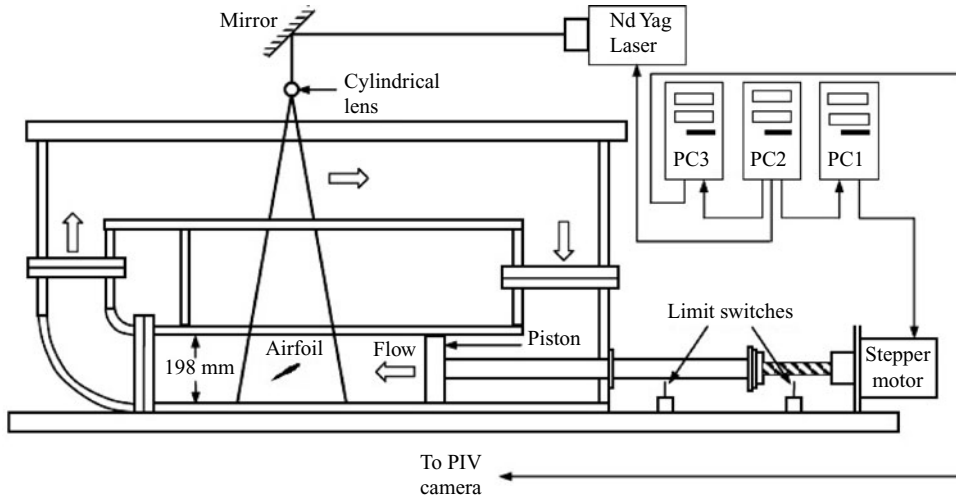 Mirror
Nd Yag
Laser
Cylindrical
lens
PC3
PC2
PC1
Limit switches
198 mm
Airfoil
Flow
Piston
Stepper
motor
To PIV
camera